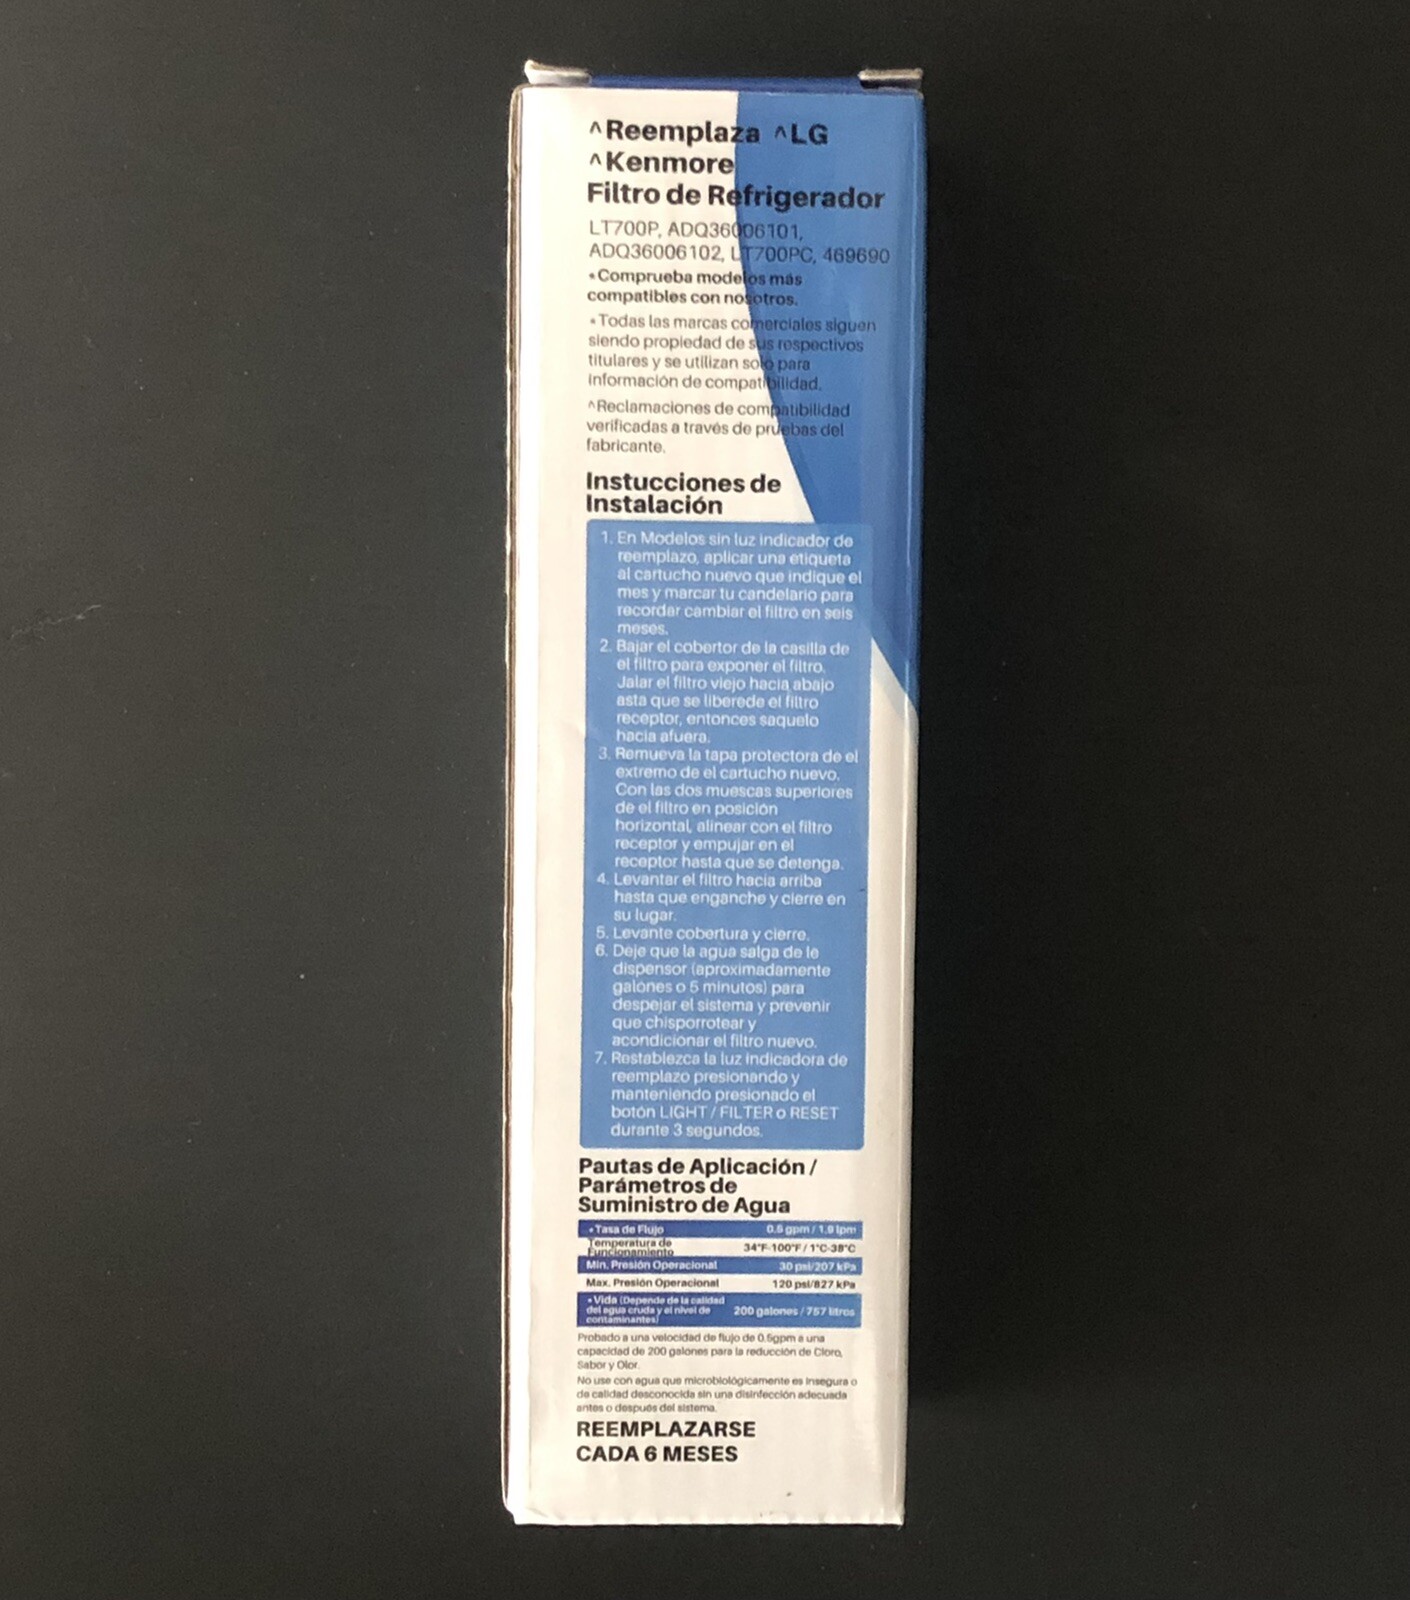 ^Reemplaza ^LG
^Kenmore
Filtro de Refrigerador
LT700P, ADQ36006101,
ADQ36006102, LT700PC, 469690
*Comprueba modelos más
compatibles con nosotros.
*Todas las marcas comerciales siguen
siendo propiedad de sus respectivos
titulares y se utilizan solo para
información de compatibilidad.
^Reclamaciones de compatibilidad
verificadas a través de pruebas del
fabricante.
Instucciones de
Instalación
1. En Modelos sin luz indicador de
reemplazo, aplicar una etiqueta
al cartucho nuevo que indique el
mes y marcar tu candelario para
recordar cambiar el filtro en seis
meses.
2. Bajar el cobertor de la casilla de
el filtro para exponer el filtro.
Jalar el filtro viejo hacia abajo
asta que se liberede el filtro
receptor, entonces saquelo
hacia afuera.
3. Remueva la tapa protectora de el
extremo de el cartucho nuevo.
Con las dos muescas superiores
de el filtro en posición
horizontal, alinear con el filtro
receptor y empujar en el
receptor hasta que se detenga.
4. Levantar el filtro hacia arriba
hasta que enganche y cierre en
su lugar.
5. Levante cobertura y cierre.
6. Deje que la agua salga de le
dispensor (aproximadamente
galones o 5 minutos) para
despejar el sistema y prevenir
que chisporrotear y
acondicionar el filtro nuevo.
7. Restablezca la luz indicadora de
reemplazo presionando y
manteniendo presionado el
botón LIGHT / FILTER o RESET
durante 3 segundos.
Pautas de Aplicación /
Parámetros de
Suministro de Agua
*Tasa de Flujo 0.5 gpm / 1.9 lpm
Temperatura de
Funcionamiento 34°F-100°F / 1°C-38°C
Min. Presión Operacional 30 psi/207 kPa
Max. Presión Operacional 120 psi/827 kPa
*Vida (Depende de la calidad
del agua cruda y el nivel de 200 galones / 757 litros
contaminantes)
Probado a una velocidad de flujo de 0.5gpm a una
capacidad de 200 galones para la reducción de Cloro,
Sabor y Olor.
No use con agua que microbiológicamente es insegura o
de calidad desconocida sin una disinfección adecuada
antes o después del sistema.
REEMPLAZARSE
CADA 6 MESES